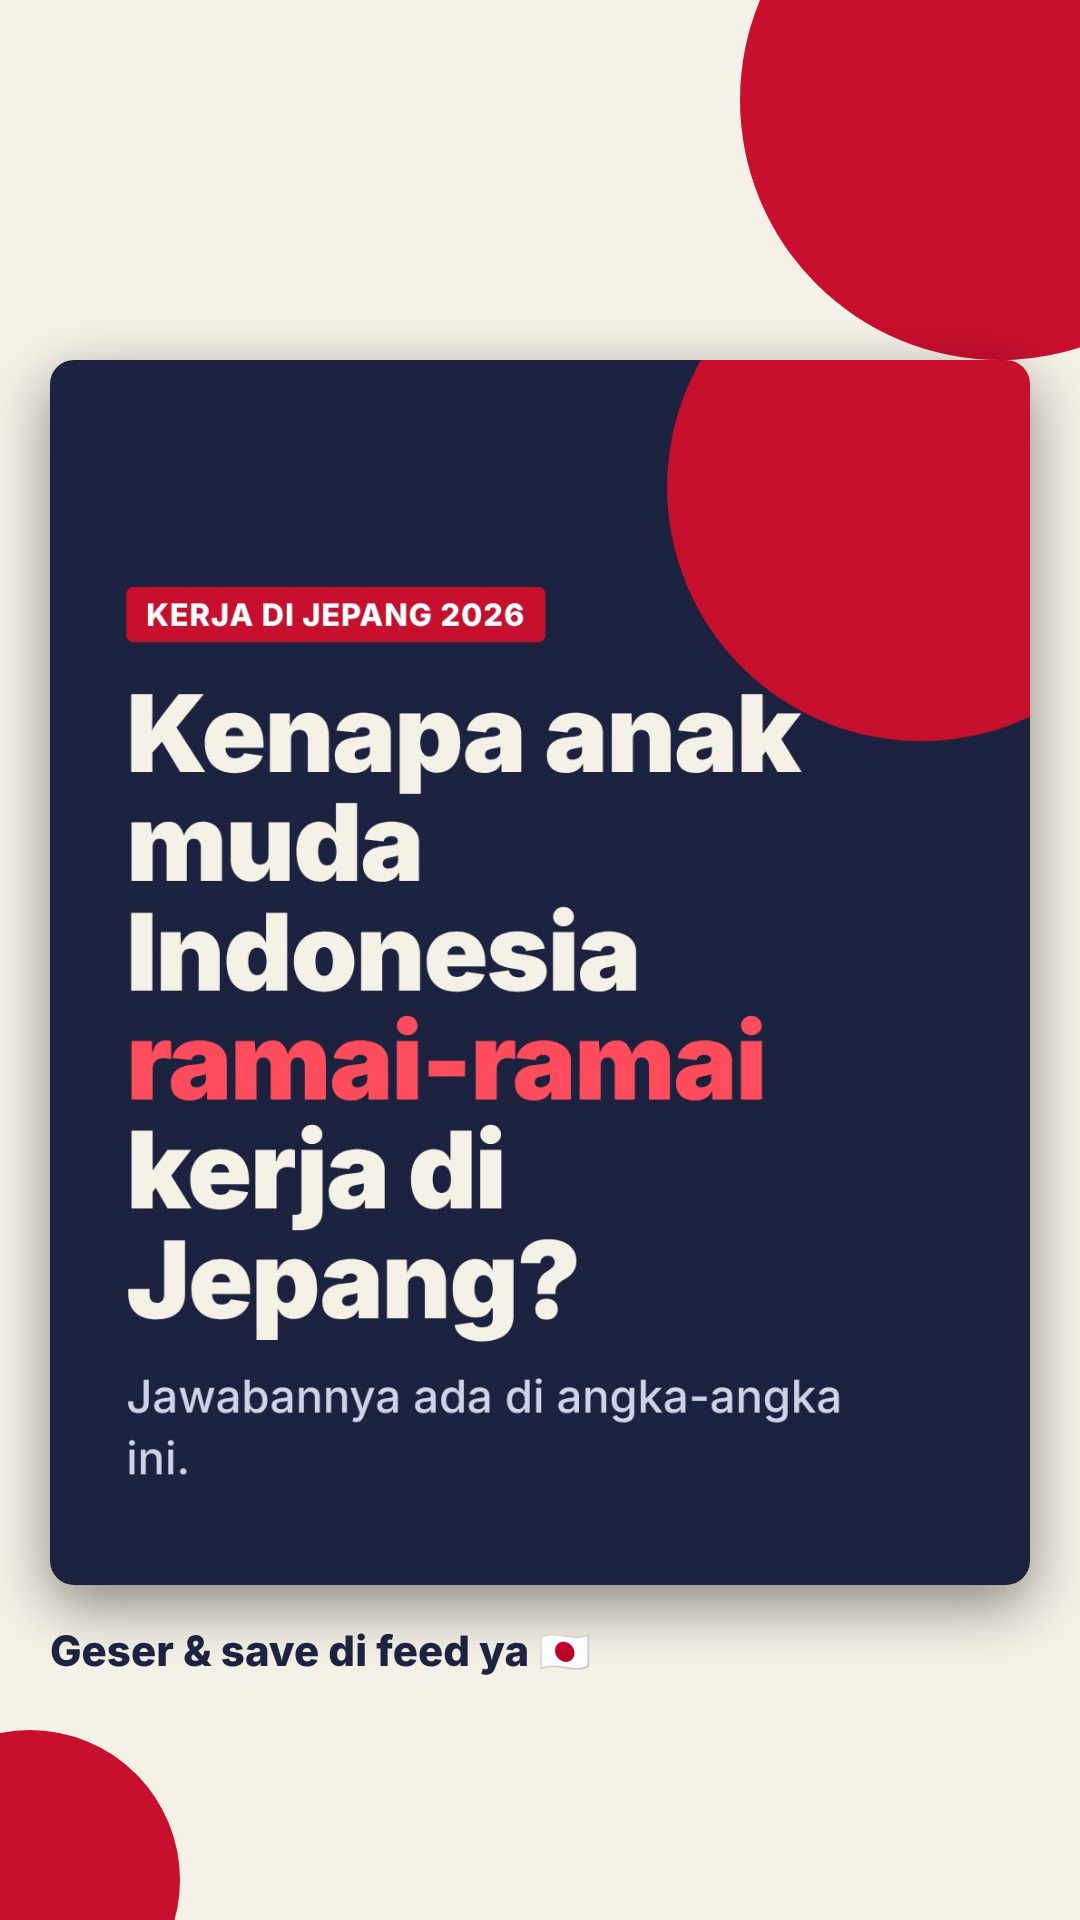 KERJA DI JEPANG 2026
Kenapa anak
muda
Indonesia
ramai-ramai
kerja di
Jepang?
Jawabannya ada di angka-angka
ini.
Geser & save di feed ya 🇯🇵